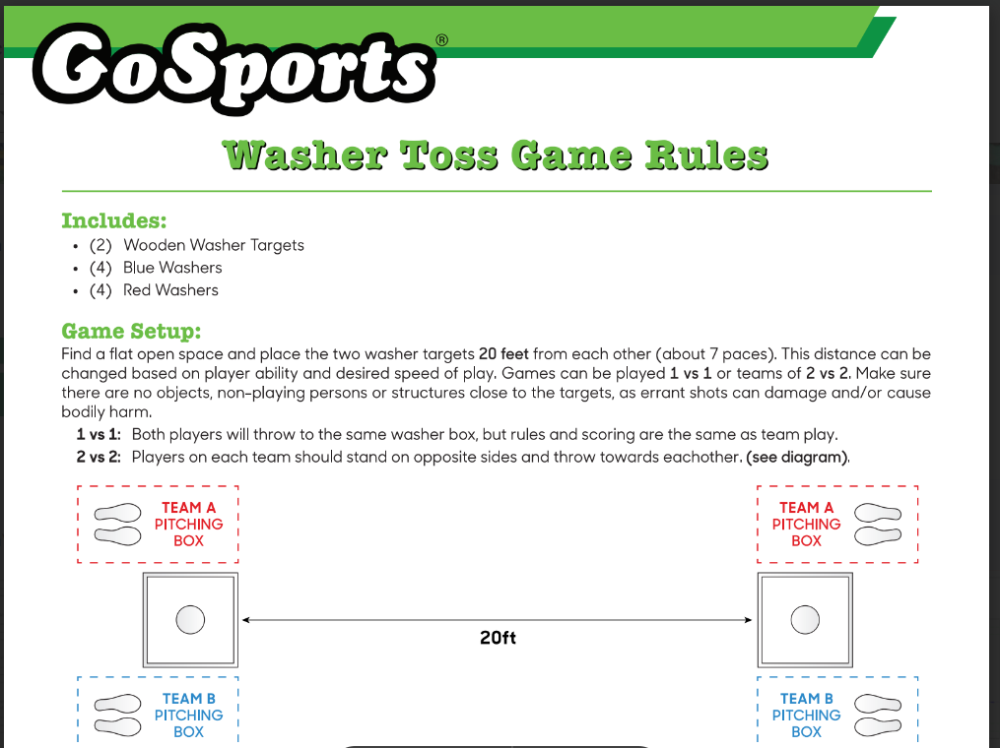 GoSports®
Washer Toss Game Rules
Includes:
• (2) Wooden Washer Targets
• (4) Blue Washers
• (4) Red Washers
Game Setup:
Find a flat open space and place the two washer targets 20 feet from each other (about 7 paces). This distance can be
changed based on player ability and desired speed of play. Games can be played 1 vs 1 or teams of 2 vs 2. Make sure
there are no objects, non-playing persons or structures close to the targets, as errant shots can damage and/or cause
bodily harm.
1 vs 1: Both players will throw to the same washer box, but rules and scoring are the same as team play.
2 vs 2: Players on each team should stand on opposite sides and throw towards eachother. (see diagram).
TEAM A
PITCHING
BOX
TEAM A
PITCHING
BOX
20ft
TEAM B
PITCHING
BOX
TEAM B
PITCHING
BOX